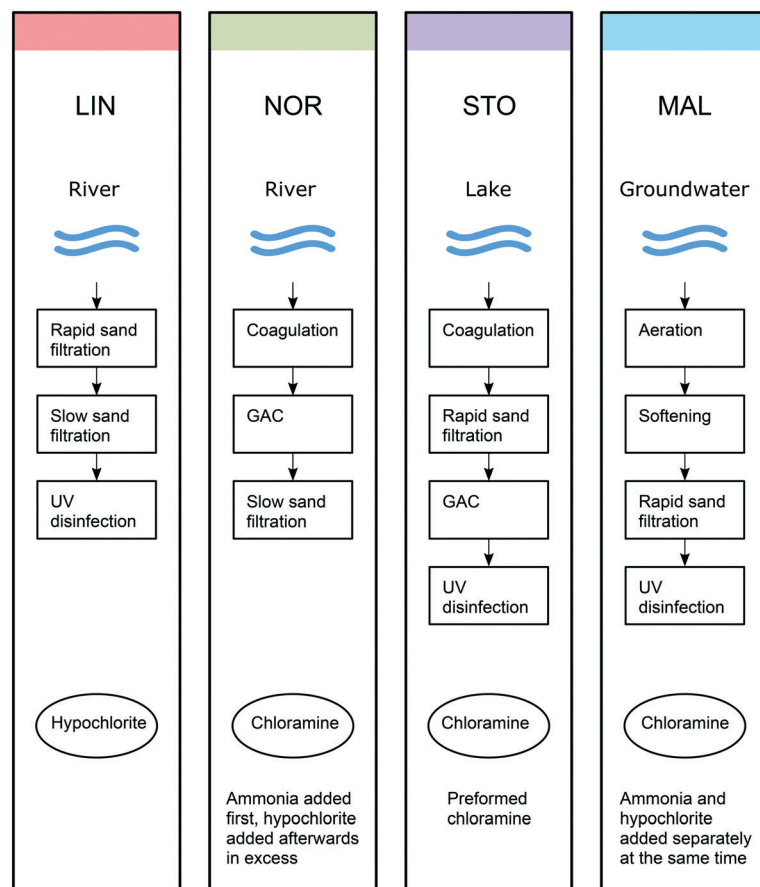 LIN
River
Rapid sand
filtration
Slow sand
filtration
UV
disinfection
Hypochlorite
NOR
River
Coagulation
GAC
Slow sand
filtration
Chloramine
Ammonia added
first, hypochlorite
added afterwards
in excess
STO
Lake
Coagulation
Rapid sand
filtration
GAC
UV
disinfection
Chloramine
Preformed
chloramine
MAL
Groundwater
Aeration
Softening
Rapid sand
filtration
UV
disinfection
Chloramine
Ammonia and
hypochlorite
added separately
at the same time